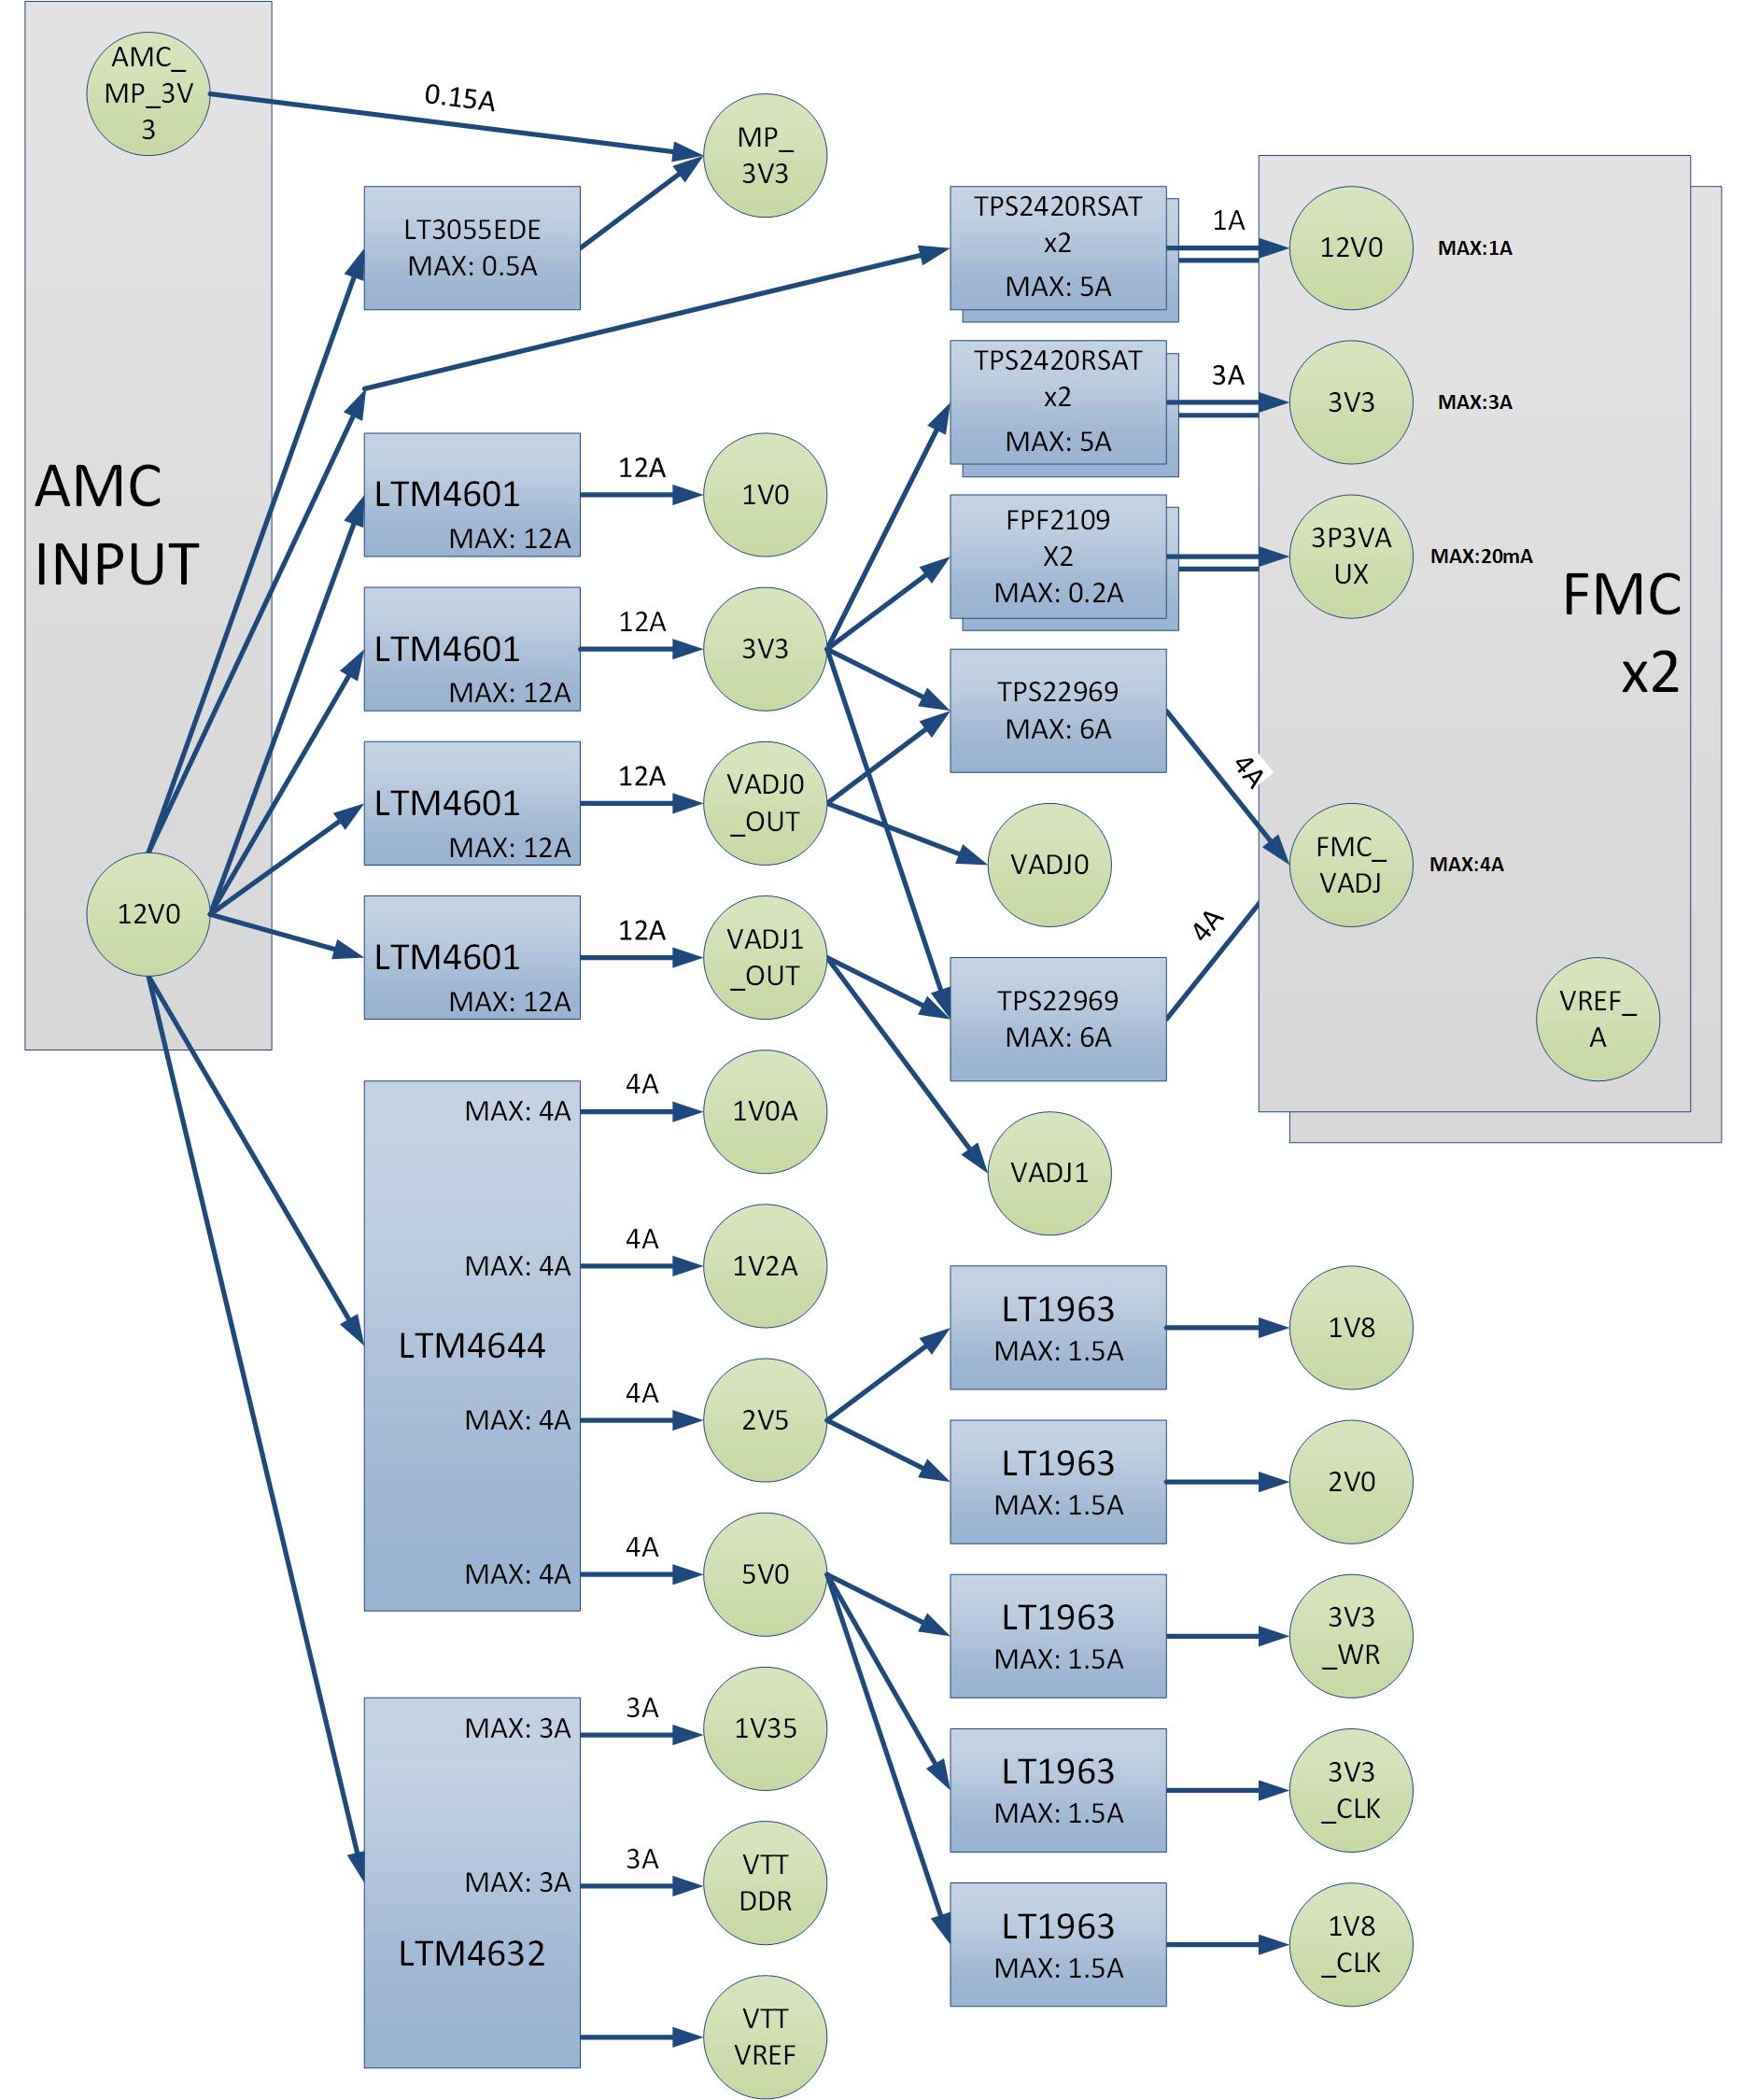 AMC_
MP_3V
3
0.15A
MP_
3V3
LT3055EDE
MAX: 0.5A
TPS2420RSAT
x2
MAX: 5A
1A
12V0
MAX:1A
TPS2420RSAT
x2
MAX: 5A
3A
3V3
MAX:3A
AMC
INPUT
LTM4601
MAX: 12A
12A
1V0
FPF2109
X2
MAX: 0.2A
3P3VA
UX
MAX:20mA
FMC
x2
LTM4601
MAX: 12A
12A
3V3
TPS22969
MAX: 6A
4A
LTM4601
MAX: 12A
12A
VADJ0
_OUT
VADJ0
FMC_
VADJ
MAX:4A
12V0
LTM4601
MAX: 12A
12A
VADJ1
_OUT
4A
TPS22969
MAX: 6A
VREF_
A
VADJ1
MAX: 4A
4A
1V0A
MAX: 4A
4A
1V2A
LTM4644
MAX: 4A
4A
2V5
MAX: 4A
4A
5V0
LT1963
MAX: 1.5A
1V8
LT1963
MAX: 1.5A
2V0
LT1963
MAX: 1.5A
3V3
_WR
MAX: 3A
3A
1V35
LT1963
MAX: 1.5A
3V3
_CLK
MAX: 3A
3A
VTT
DDR
LTM4632
LT1963
MAX: 1.5A
1V8
_CLK
VTT
VREF